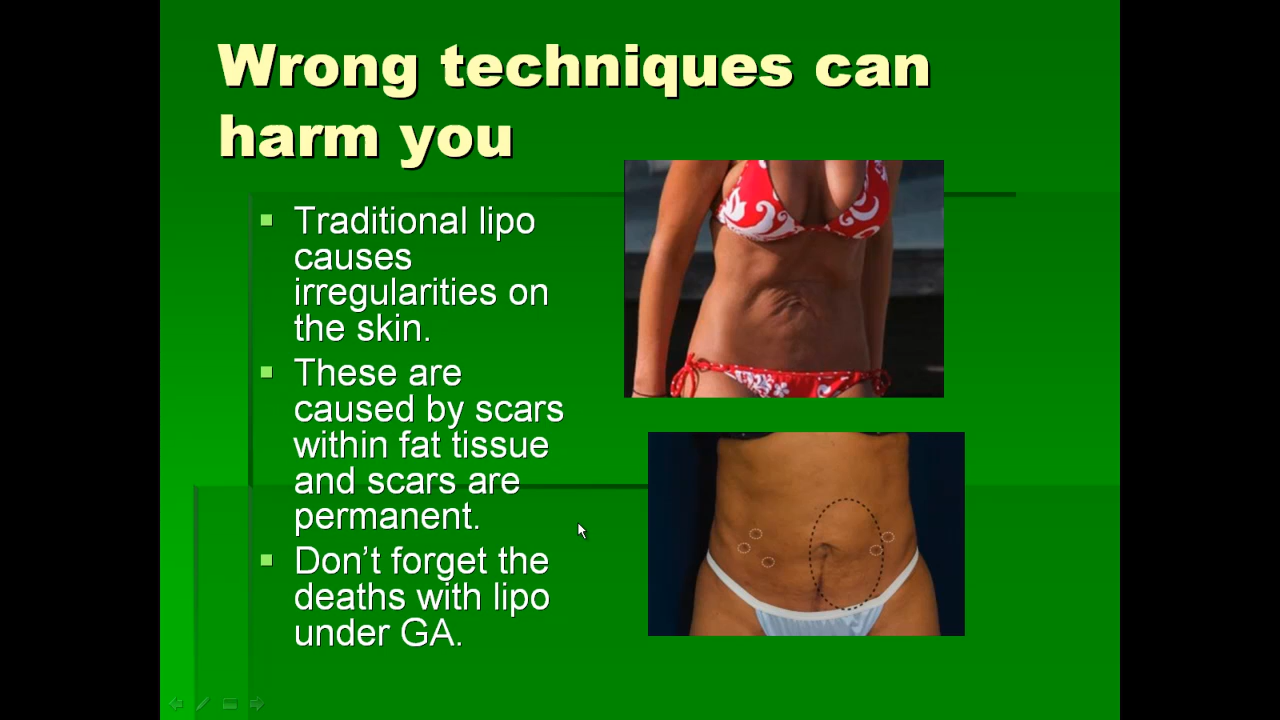 Wrong techniques can
harm you
Traditional lipo
causes
irregularities on
the skin.
These are
caused by scars
within fat tissue
and scars are
permanent.
Don’t forget the
deaths with lipo
under GA.